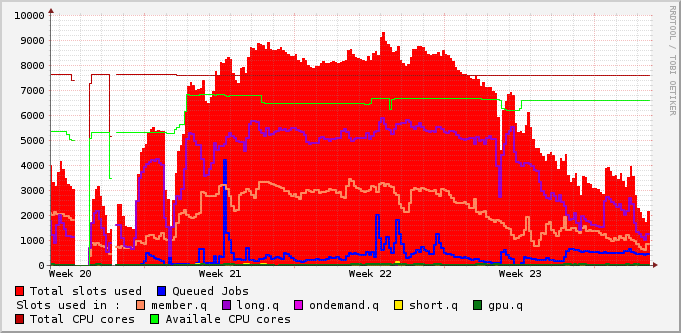 10000
9000
8000
7000
6000
5000
4000
3000
2000
1000
0
Week 20 Week 21 Week 22 Week 23
Total slots used Queued Jobs
Slots used in : member.q long.q ondemand.q short.q gpu.q
Total CPU cores Availale CPU cores
RRDTOOL / TOBI OETIKER